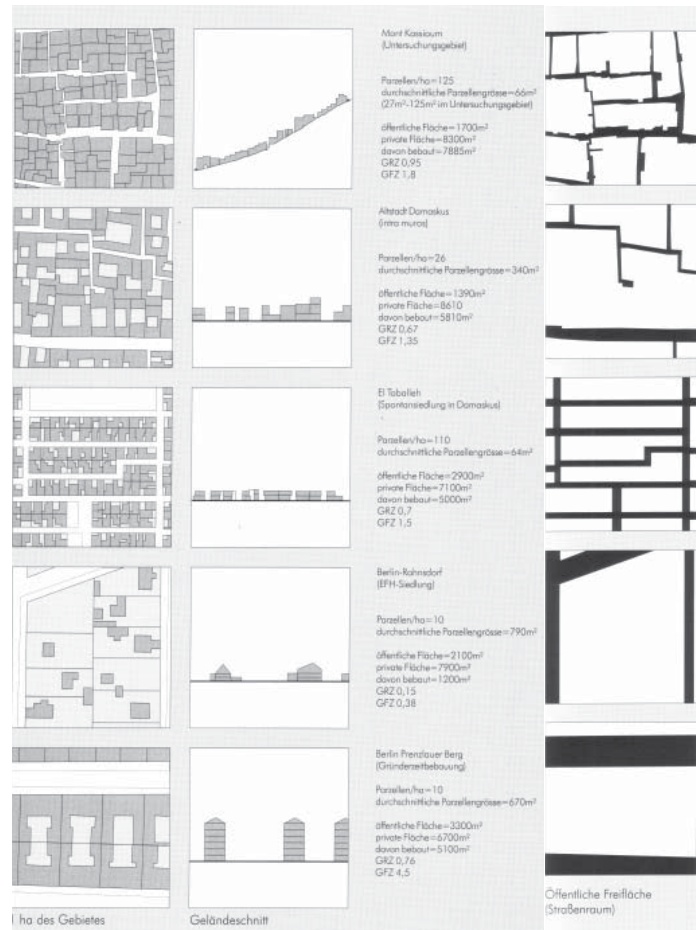 Mont Kassioum
(Untersuchungsgebiet)
Parzellen/ha=125
durchschnittliche Parzellengrösse=66m²
(27m²-125m² im Untersuchungsgebiet)
öffentliche Fläche=1700m²
private Fläche=8300m²
davon bebaut=7885m²
GRZ 0,95
GFZ 1,8
Altstadt Damaskus
(intra muros)
Parzellen/ha=26
durchschnittliche Parzellengrösse=340m²
öffentliche Fläche=1390m²
private Fläche=8610
davon bebaut=5810m²
GRZ 0,67
GFZ 1,35
El Taballeh
(Spontansiedlung in Damaskus)
Parzellen/ha=110
durchschnittliche Parzellengrösse=64m²
öffentliche Fläche=2900m²
private Fläche=7100m²
davon bebaut=5000m²
GRZ 0,7
GFZ 1,5
Berlin-Rahnsdorf
(EFH-Siedlung)
Parzellen/ha=10
durchschnittliche Parzellengrösse=790m²
öffentliche Fläche=2100m²
private Fläche=7900m²
davon bebaut=1200m²
GRZ 0,15
GFZ 0,38
Berlin Prenzlauer Berg
(Gründerzeitbebauung)
Parzellen/ha=10
durchschnittliche Parzellengrösse=670m²
öffentliche Fläche=3300m²
private Fläche=6700m²
davon bebaut=5100m²
GRZ 0,76
GFZ 4,5
ha des Gebietes
Geländeschnitt
Öffentliche Freifläche
(Straßenraum)